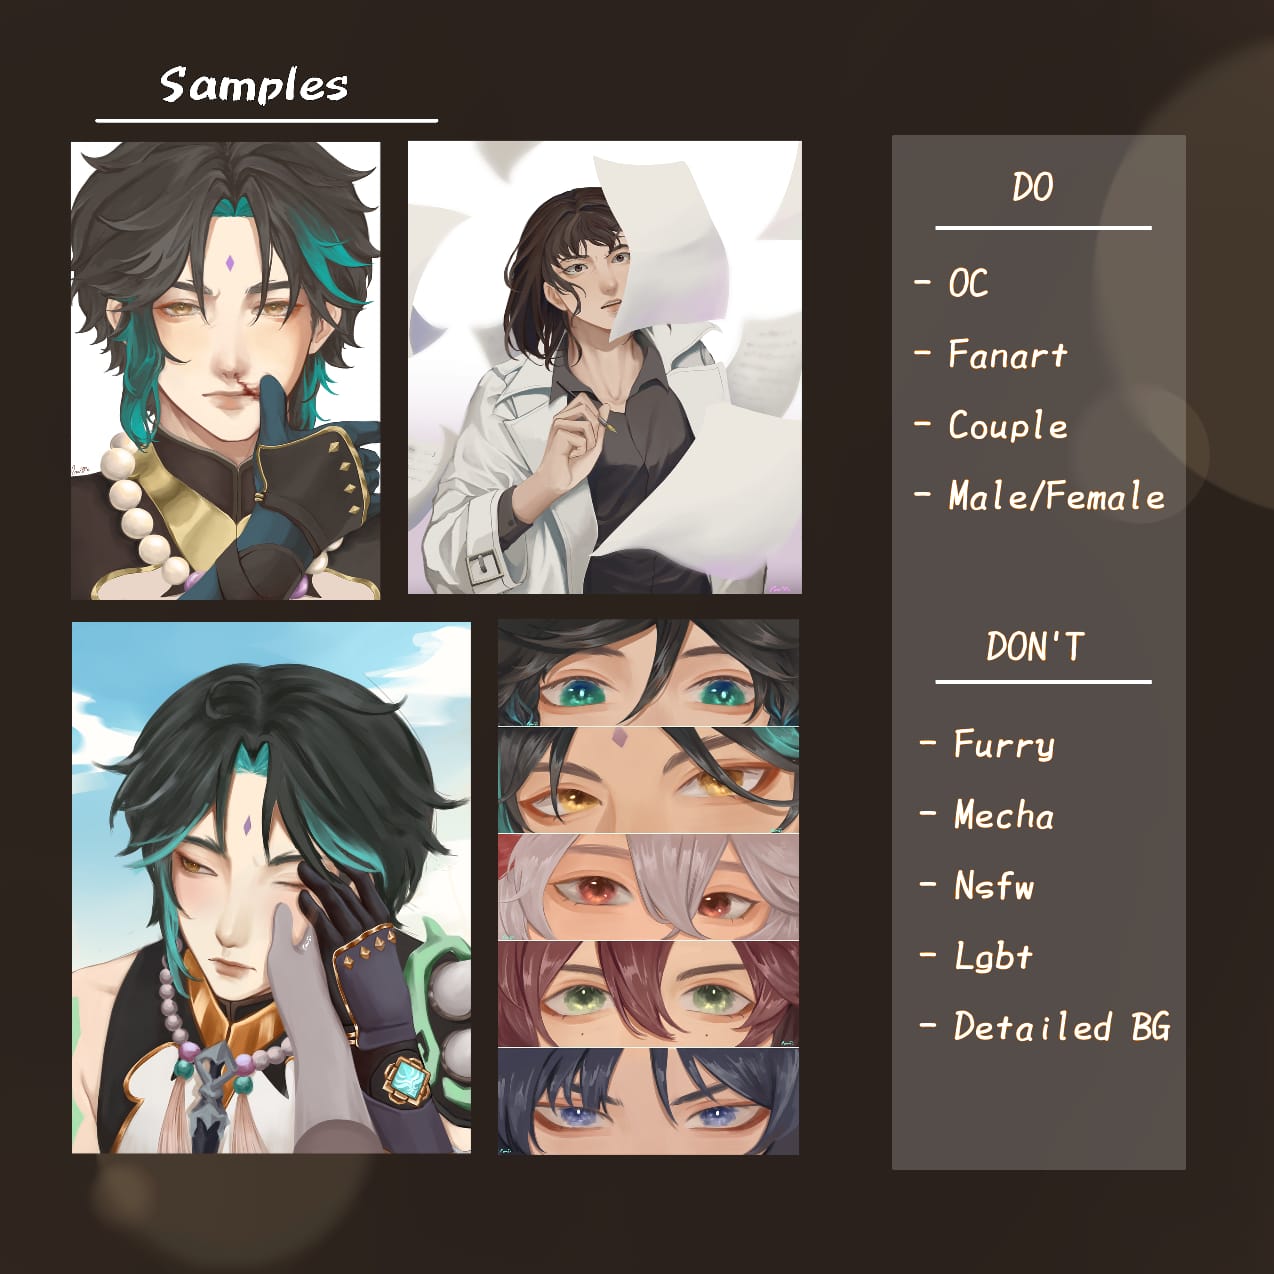 Samples
DO
- OC
- Fanart
- Couple
- Male/Female
DON'T
- Furry
- Mecha
- Nsfw
- Lgbt
- Detailed BG